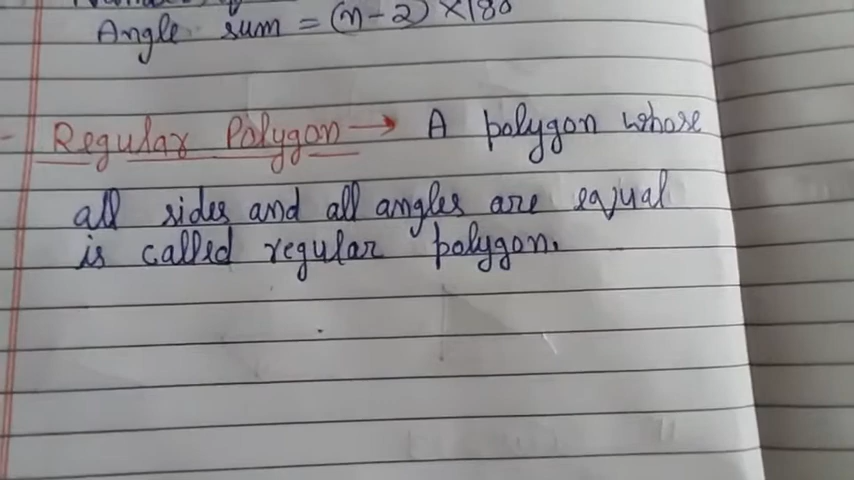 Angle sum = (n-2) × 180
Regular Polygon → A polygon whose
all sides and all angles are equal
is called regular polygon.